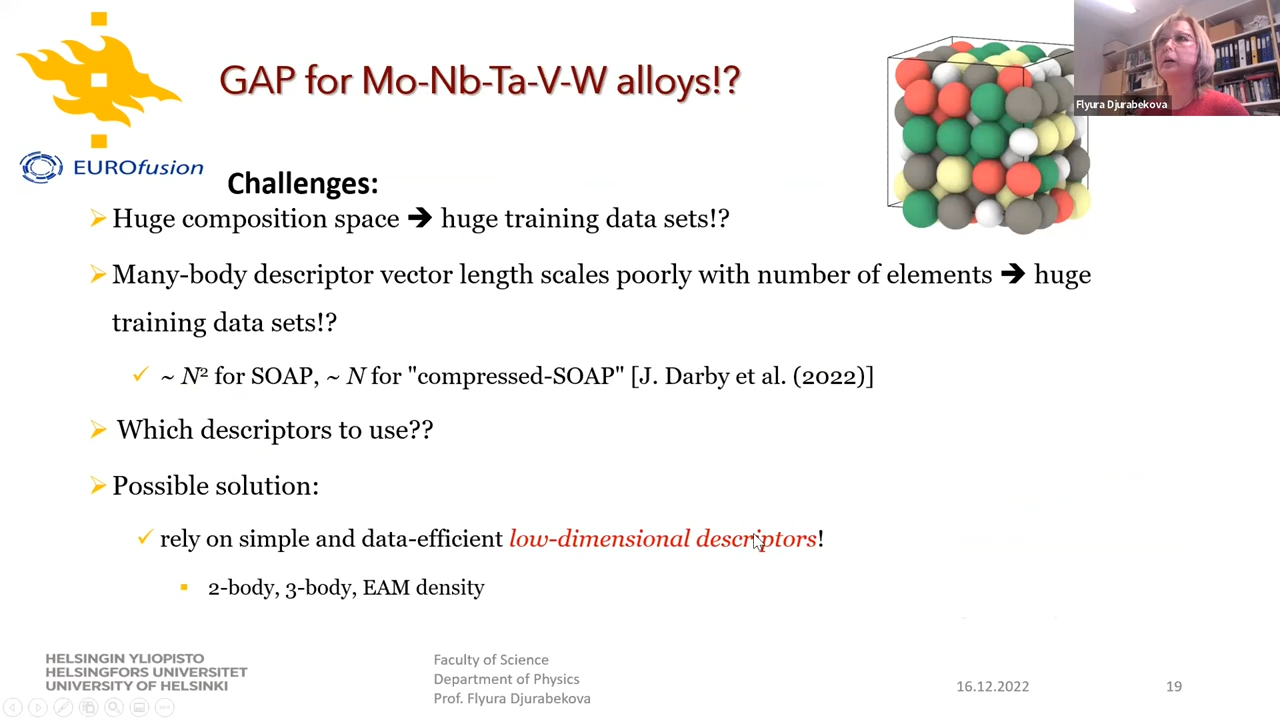 GAP for Mo-Nb-Ta-V-W alloys!?
Flyura Djurabekova
EUROfusion
Challenges:
➢ Huge composition space ➔ huge training data sets!?
➢ Many-body descriptor vector length scales poorly with number of elements ➔ huge
training data sets!?
✓ ~ N² for SOAP, ~ N for "compressed-SOAP" [J. Darby et al. (2022)]
➢ Which descriptors to use??
➢ Possible solution:
✓ rely on simple and data-efficient low-dimensional descriptors!
▪ 2-body, 3-body, EAM density
HELSINGIN YLIOPISTO
HELSINGFORS UNIVERSITET
UNIVERSITY OF HELSINKI
Faculty of Science
Department of Physics
Prof. Flyura Djurabekova
16.12.2022
19